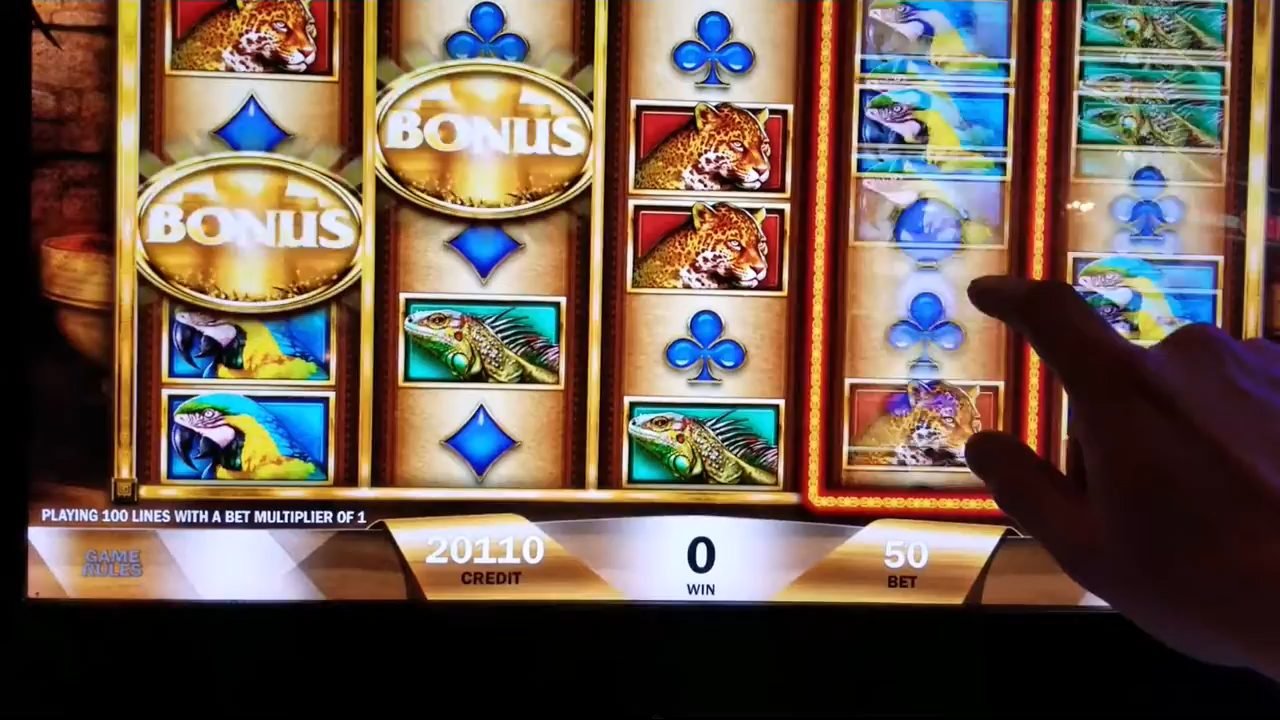 BONUS
BONUS
PLAYING 100 LINES WITH A BET MULTIPLIER OF 1
GAME
RULES
20110
CREDIT
0
WIN
50
BET